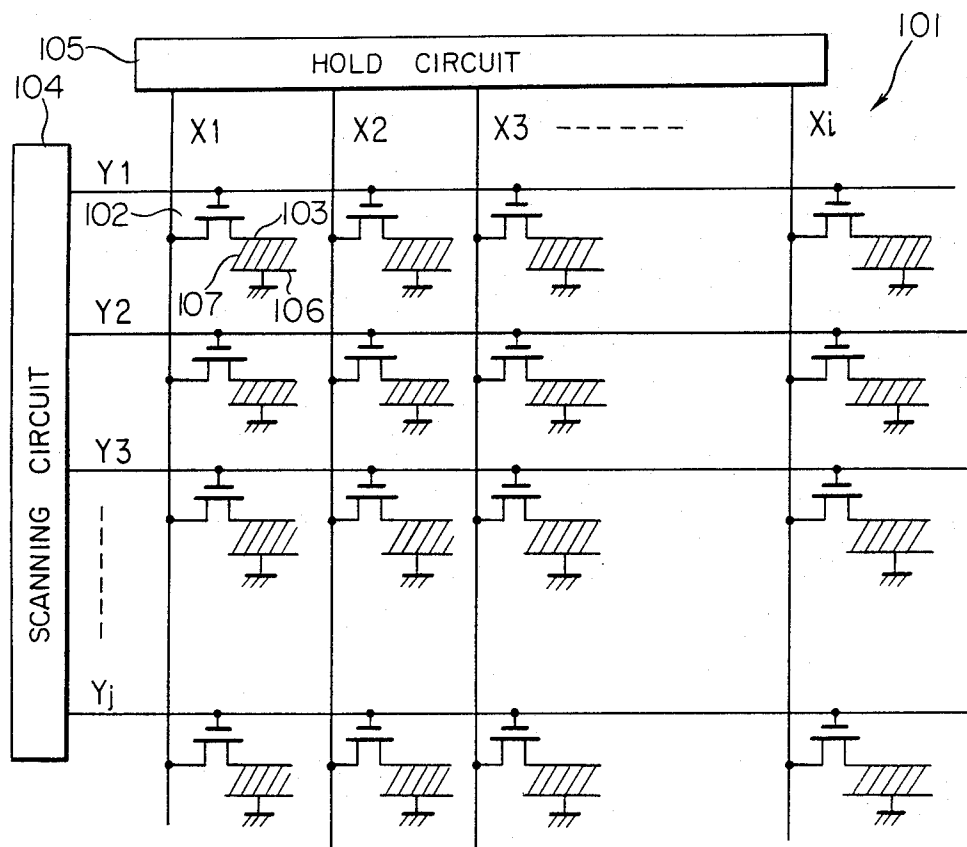 101
105
HOLD CIRCUIT
104
X1 X2 X3 Xi
Y1
102 103
107 106
Y2
Y3
SCANNING CIRCUIT
Yj